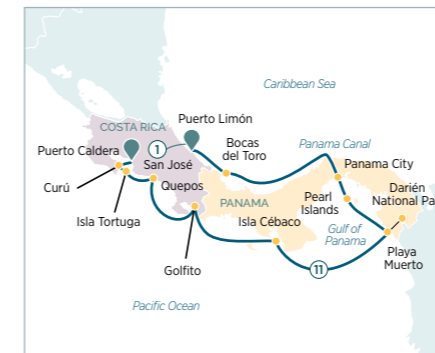 Caribbean Sea
Puerto Limón
COSTA RICA
1
Panama Canal
Puerto Caldera
San José
Bocas
del Toro
Panama City
Curú
Quepos
Darién
National Pa
PANAMA
Pearl
Islands
Isla Tortuga
Isla Cébaco
Gulf of
Panama
Playa
Muerto
Golfito
11
Pacific Ocean